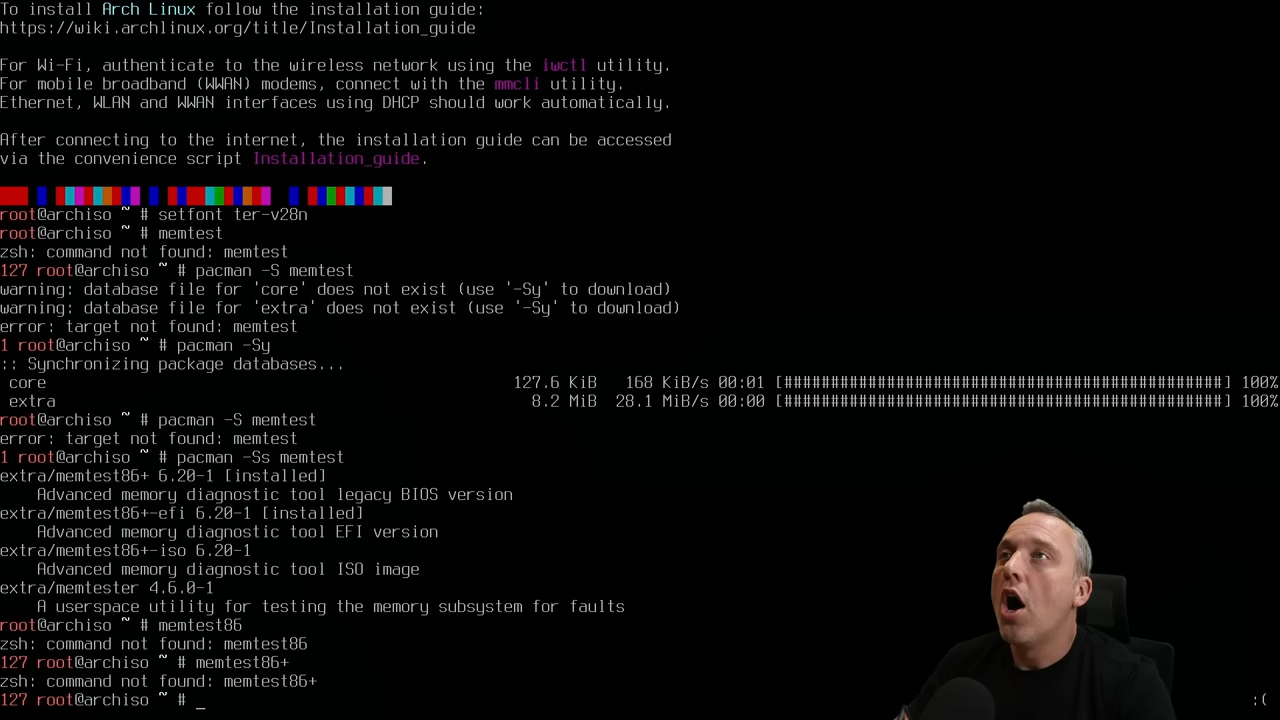 To install Arch Linux follow the installation guide:
https://wiki.archlinux.org/title/Installation_guide
For Wi-Fi, authenticate to the wireless network using the iwctl utility.
For mobile broadband (WWAN) modems, connect with the mmcli utility.
Ethernet, WLAN and WWAN interfaces using DHCP should work automatically.
After connecting to the internet, the installation guide can be accessed
via the convenience script Installation_guide.
root@archiso ~ # setfont ter-v28n
root@archiso ~ # memtest
zsh: command not found: memtest
127 root@archiso ~ # pacman -S memtest
warning: database file for 'core' does not exist (use '-Sy' to download)
warning: database file for 'extra' does not exist (use '-Sy' to download)
error: target not found: memtest
1 root@archiso ~ # pacman -Sy
:: Synchronizing package databases...
core 127.6 KiB 168 KiB/s 00:01 [###############################################] 100%
extra 8.2 MiB 28.1 MiB/s 00:00 [###############################################] 100%
root@archiso ~ # pacman -S memtest
error: target not found: memtest
1 root@archiso ~ # pacman -Ss memtest
extra/memtest86+ 6.20-1 [installed]
Advanced memory diagnostic tool legacy BIOS version
extra/memtest86+-efi 6.20-1 [installed]
Advanced memory diagnostic tool EFI version
extra/memtest86+-iso 6.20-1
Advanced memory diagnostic tool ISO image
extra/memtester 4.6.0-1
A userspace utility for testing the memory subsystem for faults
root@archiso ~ # memtest86
zsh: command not found: memtest86
127 root@archiso ~ # memtest86+
zsh: command not found: memtest86+
127 root@archiso ~ # _
:(